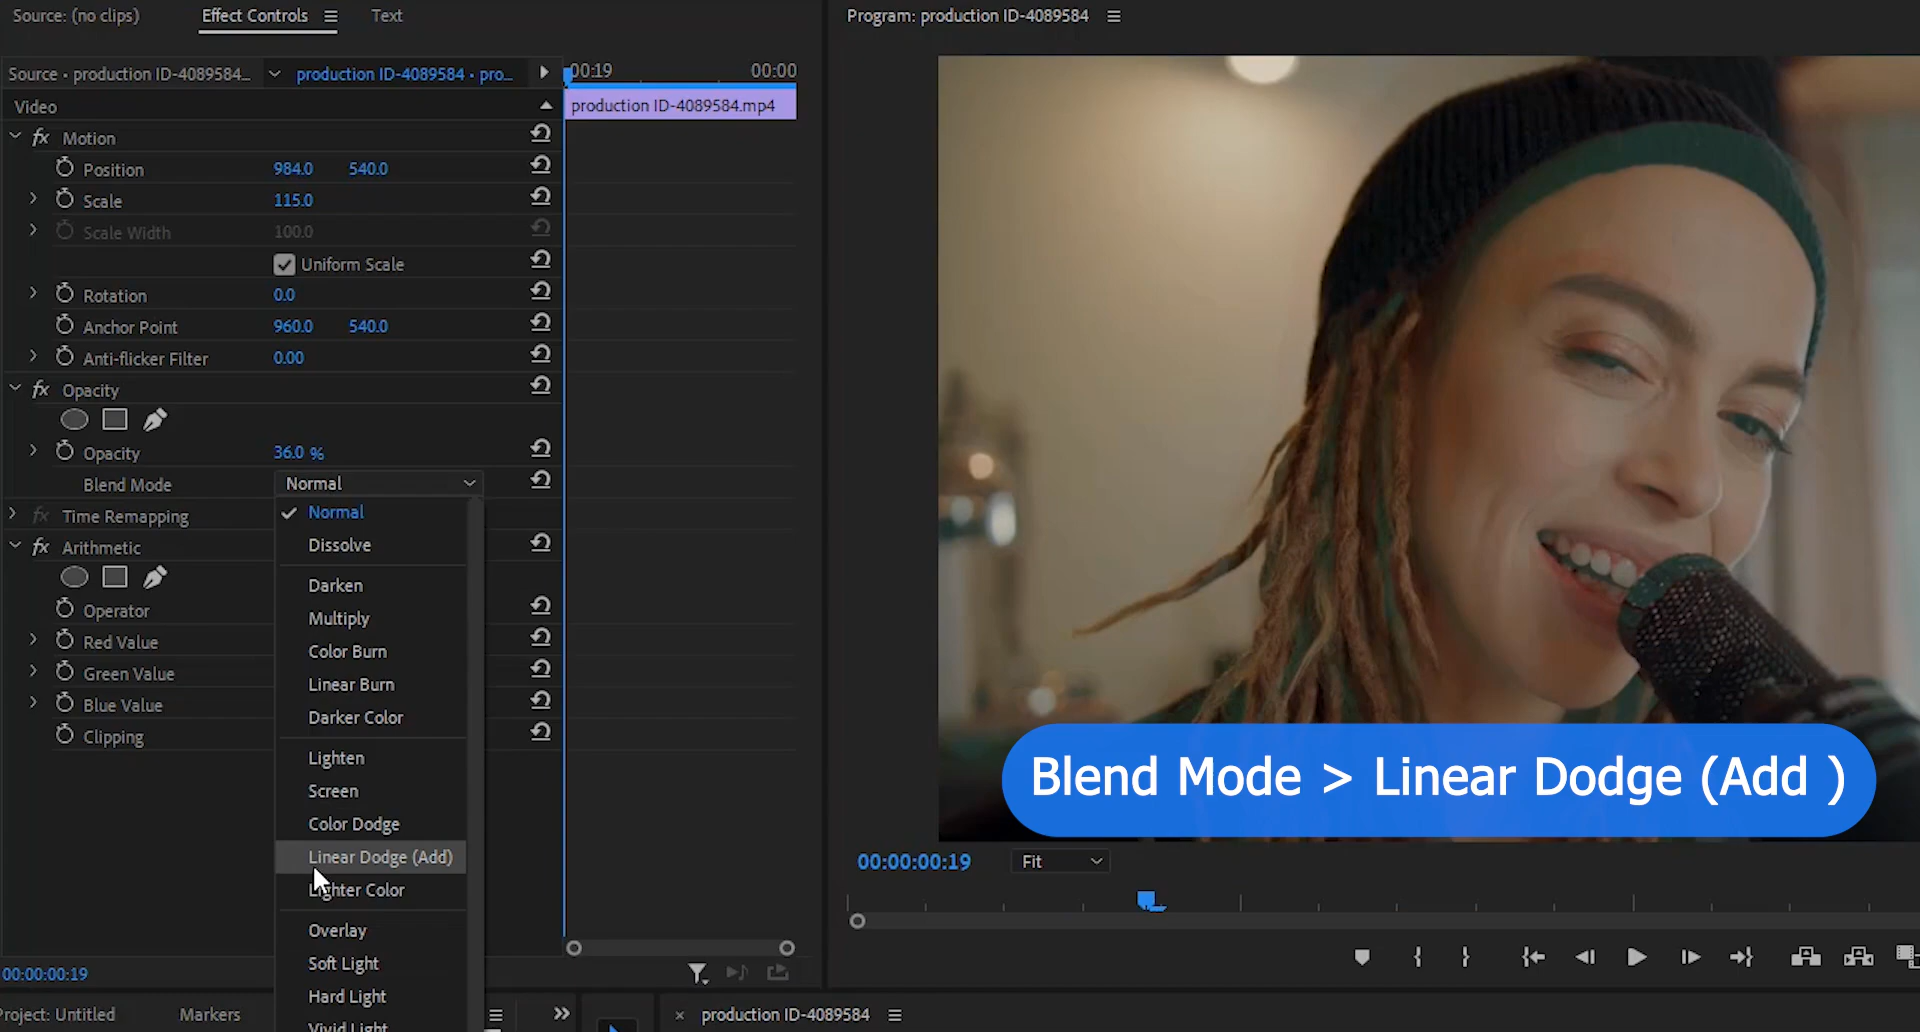 Source: (no clips)
Effect Controls
Text
Source • production ID-4089584...
production ID-4089584 • pro...
00:19
00:00
Video
production ID-4089584.mp4
fx Motion
Position 984.0 540.0
Scale 115.0
Scale Width 100.0
Uniform Scale
Rotation 0.0
Anchor Point 960.0 540.0
Anti-flicker Filter 0.00
fx Opacity
Opacity 36.0 %
Blend Mode Normal
fx Time Remapping
fx Arithmetic
Operator
Red Value
Green Value
Blue Value
Clipping
Normal
Dissolve
Darken
Multiply
Color Burn
Linear Burn
Darker Color
Lighten
Screen
Color Dodge
Linear Dodge (Add)
Lighter Color
Overlay
Soft Light
Hard Light
Vivid Light
00:00:00:19
Project: Untitled
Markers
Program: production ID-4089584
Blend Mode > Linear Dodge (Add )
00:00:00:19
Fit
production ID-4089584